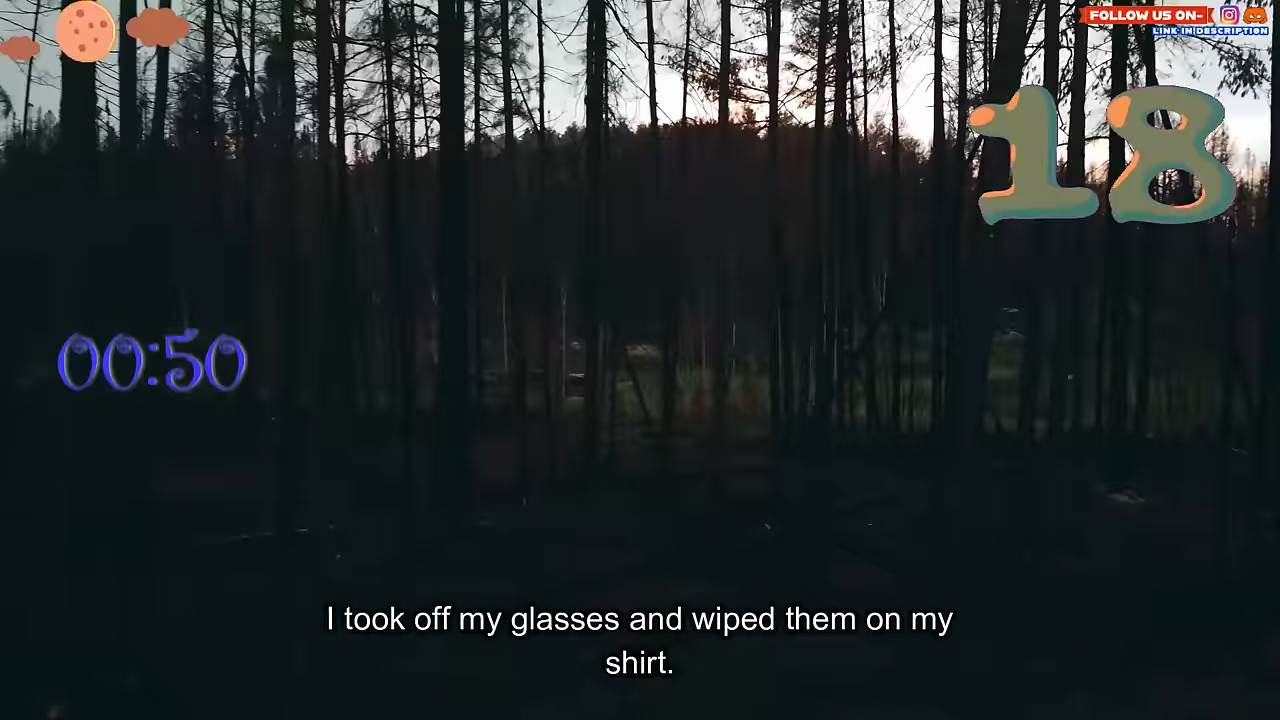 FOLLOW US ON-
LINK IN DESCRIPTION
18
00:50
I took off my glasses and wiped them on my
shirt.